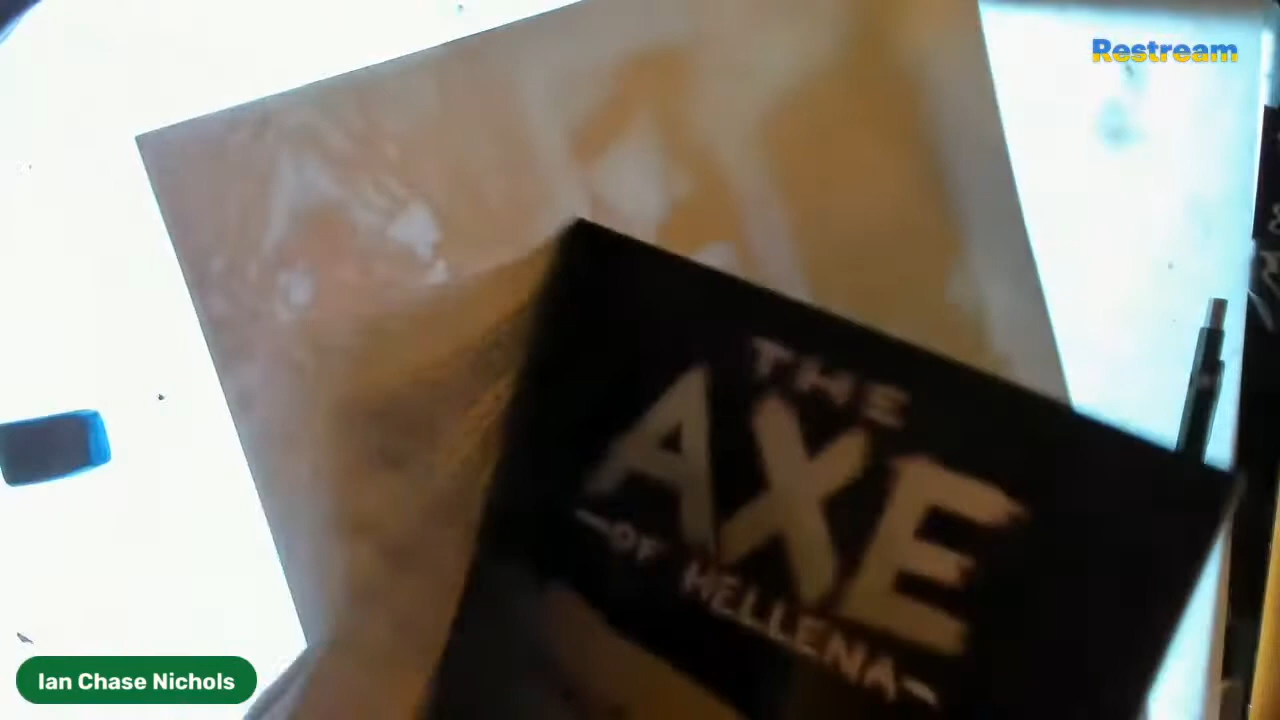 Restream
THE
AXE
-OF HELLENA-
Ian Chase Nichols